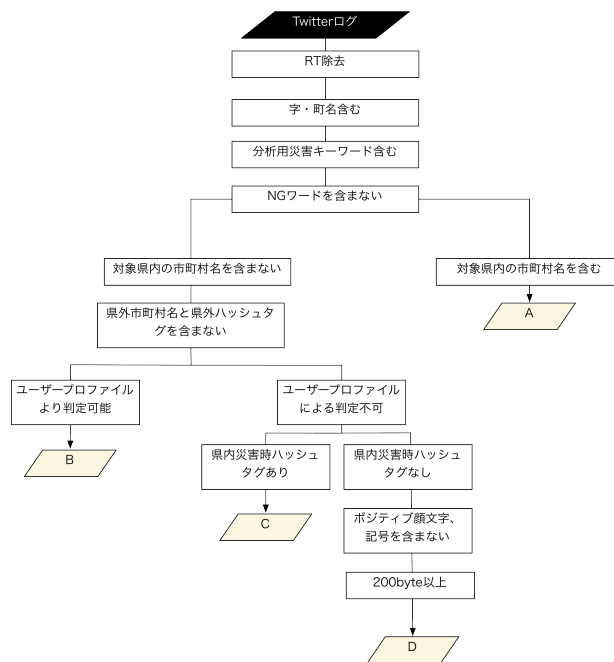 Twitterログ
RT除去
字・町名含む
分析用災害キーワード含む
NGワードを含まない
対象県内の市町村名を含まない
対象県内の市町村名を含む
県外市町村名と県外ハッシュタ
グを含まない
A
ユーザープロファイル
より判定可能
ユーザープロファイル
による判定不可
B
県内災害時ハッシュ
タグあり
県内災害時ハッシュ
タグなし
C
ポジティブ顔文字、
記号を含まない
200byte以上
D